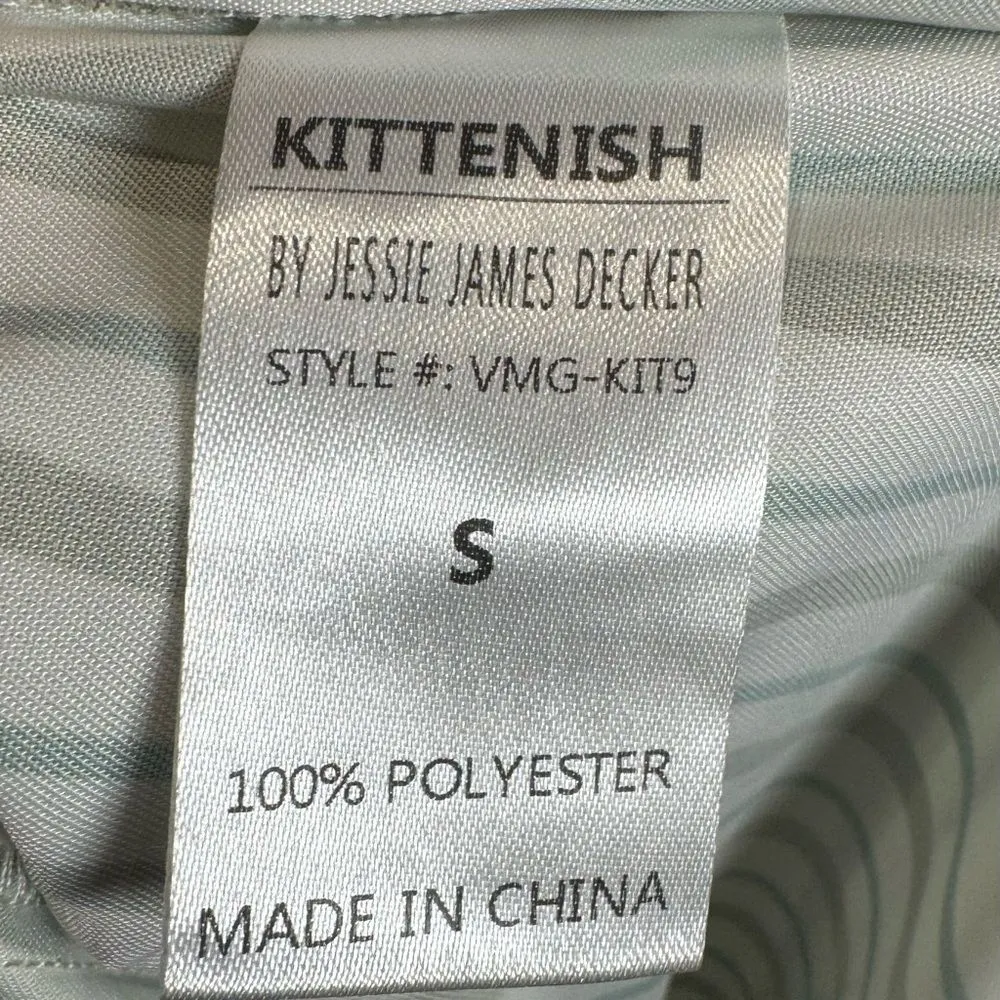 KITTENISH
BY JESSIE JAMES DECKER
STYLE #: VMG-KIT9
S
100% POLYESTER
MADE IN CHINA